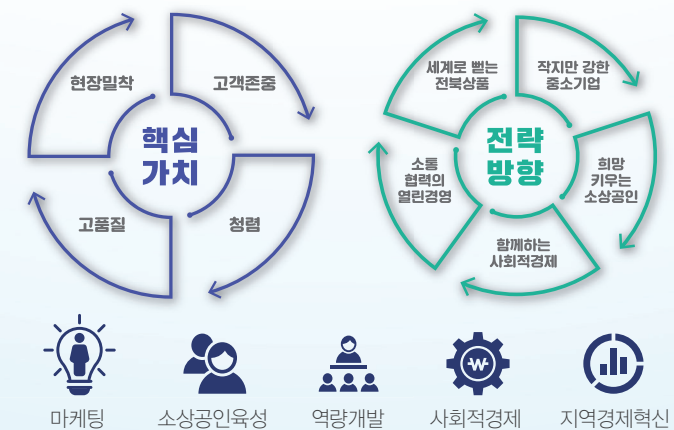 현장밀착
고객존중
핵심
가치
고품질
청렴
세계로 뻗는
전북상품
작지만 강한
중소기업
전략
방향
소통
협력의
열린경영
희망
키우는
소상공인
함께하는
사회적경제
₩
마케팅
소상공인육성
역량개발
사회적경제
지역경제혁신